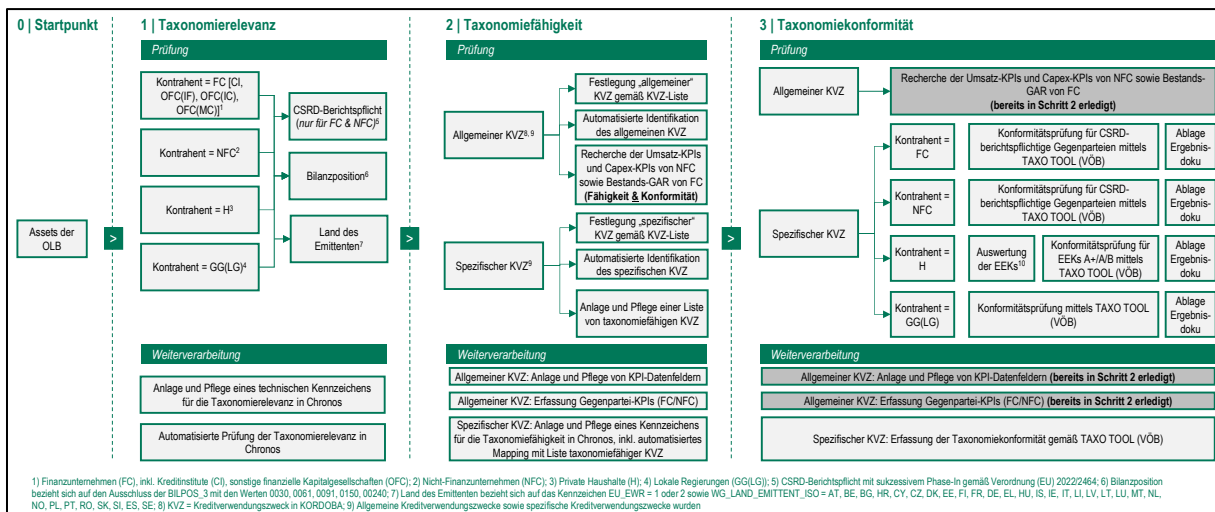 0 | Startpunkt
1 | Taxonomierelevanz
2 | Taxonomiefähigkeit
3 | Taxonomiekonformität
Prüfung
Prüfung
Prüfung
Assets der
OLB
>
Kontrahent = FC [CI,
OFC(IF), OFC(IC),
OFC(MC)]1
Kontrahent = NFC2
Kontrahent = H3
Kontrahent = GG(LG)4
CSRD-Berichtspflicht
(nur für FC & NFC)5
Bilanzposition6
Land des
Emittenten7
>
Allgemeiner KVZ8, 9
Festlegung „allgemeiner“
KVZ gemäß KVZ-Liste
Automatisierte Identifikation
des allgemeinen KVZ
Recherche der Umsatz-KPIs
und Capex-KPIs von NFC
sowie Bestands-GAR von FC
(Fähigkeit & Konformität)
Spezifischer KVZ9
Festlegung „spezifischer“
KVZ gemäß KVZ-Liste
Automatisierte Identifikation
des spezifischen KVZ
Anlage und Pflege einer Liste
von taxonomiefähigen KVZ
>
Allgemeiner KVZ
Recherche der Umsatz-KPIs und Capex-KPIs von NFC sowie Bestands-
GAR von FC
(bereits in Schritt 2 erledigt)
Spezifischer KVZ
Kontrahent =
FC
Konformitätsprüfung für CSRD-
berichtspflichtige Gegenparteien mittels
TAXO TOOL (VÖB)
Ablage
Ergebnis-
doku
Kontrahent =
NFC
Konformitätsprüfung für CSRD-
berichtspflichtige Gegenparteien mittels
TAXO TOOL (VÖB)
Ablage
Ergebnis-
doku
Kontrahent =
H
Auswertung
der EEKs10
Konformitätsprüfung für
EEKs A+/A/B mittels
TAXO TOOL (VÖB)
Ablage
Ergebnis-
doku
Kontrahent =
GG(LG)
Konformitätsprüfung mittels TAXO TOOL
(VÖB)
Ablage
Ergebnis-
doku
Weiterverarbeitung
Weiterverarbeitung
Weiterverarbeitung
Anlage und Pflege eines technischen Kennzeichens
für die Taxonomierelevanz in Chronos
Automatisierte Prüfung der Taxonomierelevanz in
Chronos
Allgemeiner KVZ: Anlage und Pflege von KPI-Datenfeldern
Allgemeiner KVZ: Erfassung Gegenpartei-KPIs (FC/NFC)
Spezifischer KVZ: Anlage und Pflege eines Kennzeichens
für die Taxonomiefähigkeit in Chronos, inkl. automatisiertes
Mapping mit Liste taxonomiefähiger KVZ
Allgemeiner KVZ: Anlage und Pflege von KPI-Datenfeldern (bereits in Schritt 2 erledigt)
Allgemeiner KVZ: Erfassung Gegenpartei-KPIs (FC/NFC) (bereits in Schritt 2 erledigt)
Spezifischer KVZ: Erfassung der Taxonomiekonformität gemäß TAXO TOOL (VÖB)
1) Finanzunternehmen (FC), inkl. Kreditinstitute (CI), sonstige finanzielle Kapitalgesellschaften (OFC); 2) Nicht-Finanzunternehmen (NFC); 3) Private Haushalte (H); 4) Lokale Regierungen (GG(LG)); 5) CSRD-Berichtspflicht mit sukzessivem Phase-In gemäß Verordnung (EU) 2022/2464; 6) Bilanzposition
bezieht sich auf den Ausschluss der BILPOS_3 mit den Werten 0030, 0061, 0091, 0150, 00240; 7) Land des Emittenten bezieht sich auf das Kennzeichen EU_EWR = 1 oder 2 sowie WG_LAND_EMITTENT_ISO = AT, BE, BG, HR, CY, CZ, DK, EE, FI, FR, DE, EL, HU, IS, IE, IT, LI, LV, LT, LU, MT, NL,
NO, PL, PT, RO, SK, SI, ES, SE; 8) KVZ = Kreditverwendungszweck in KORDOBA; 9) Allgemeine Kreditverwendungszwecke sowie spezifische Kreditverwendungszwecke wurden